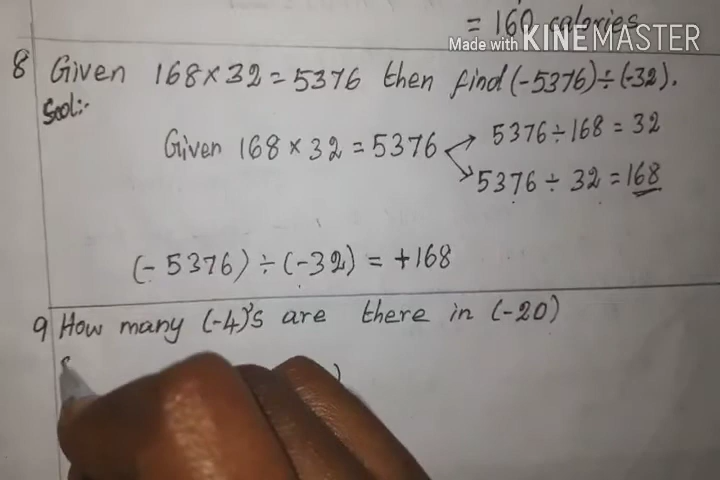 = 160 calories
Made with KINEMASTER
8 Given 168 × 32 = 5376 then find (-5376) ÷ (-32).
Sol:-
Given 168 × 32 = 5376
5376 ÷ 168 = 32
5376 ÷ 32 = 168
(- 5376) ÷ (-32) = +168
9 How many (-4)'s are there in (-20)
)